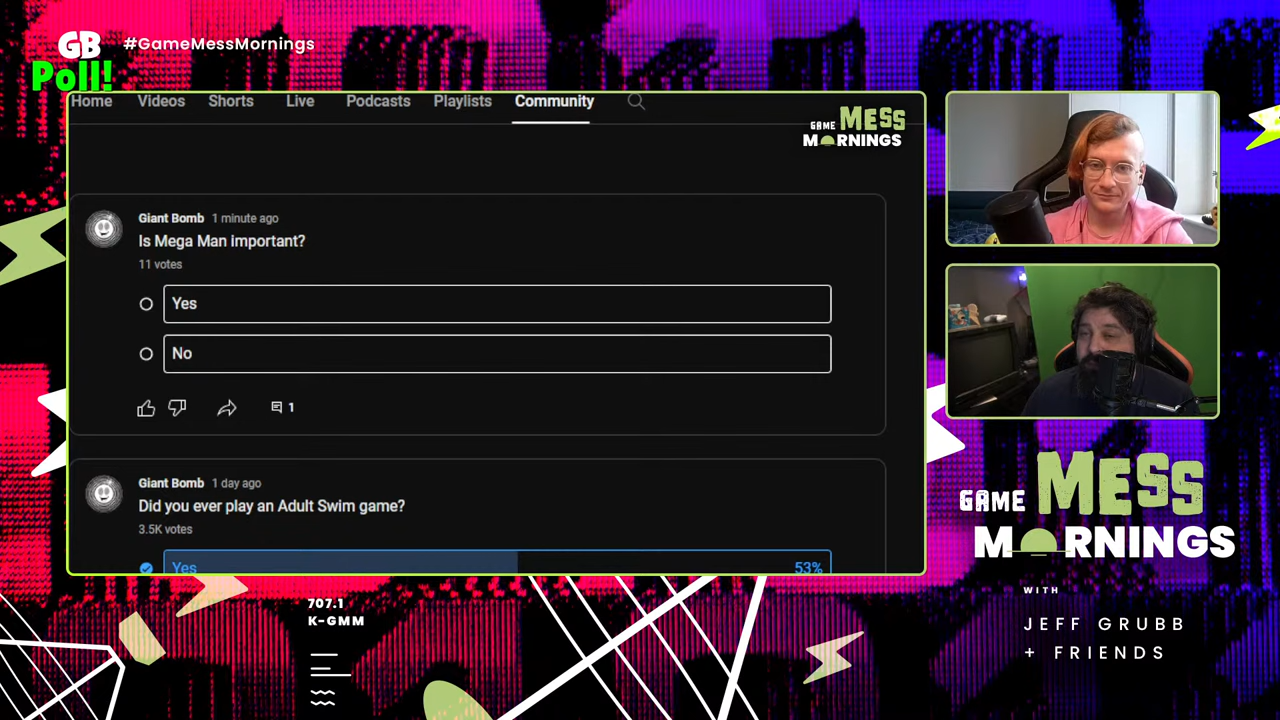 GB
Poll!
#GameMessMornings
Home Videos Shorts Live Podcasts Playlists Community
GAME MESS
MORNINGS
Giant Bomb 1 minute ago
Is Mega Man important?
11 votes
Yes
No
1
Giant Bomb 1 day ago
Did you ever play an Adult Swim game?
3.5K votes
Yes 53%
GAME MESS
MORNINGS
WITH
JEFF GRUBB
+ FRIENDS
707.1
K-GMM